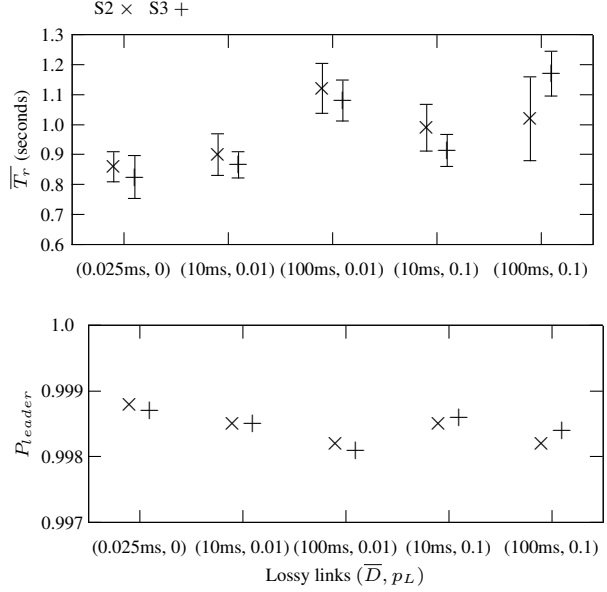 S2 × S3 +
1.3
1.2
1.1
1.0
0.9
0.8
0.7
0.6
T̅r (seconds)
(0.025ms, 0) (10ms, 0.01) (100ms, 0.01) (10ms, 0.1) (100ms, 0.1)
1.0
0.999
0.998
0.997
Pleader
(0.025ms, 0) (10ms, 0.01) (100ms, 0.01) (10ms, 0.1) (100ms, 0.1)
Lossy links (D̅, pL)